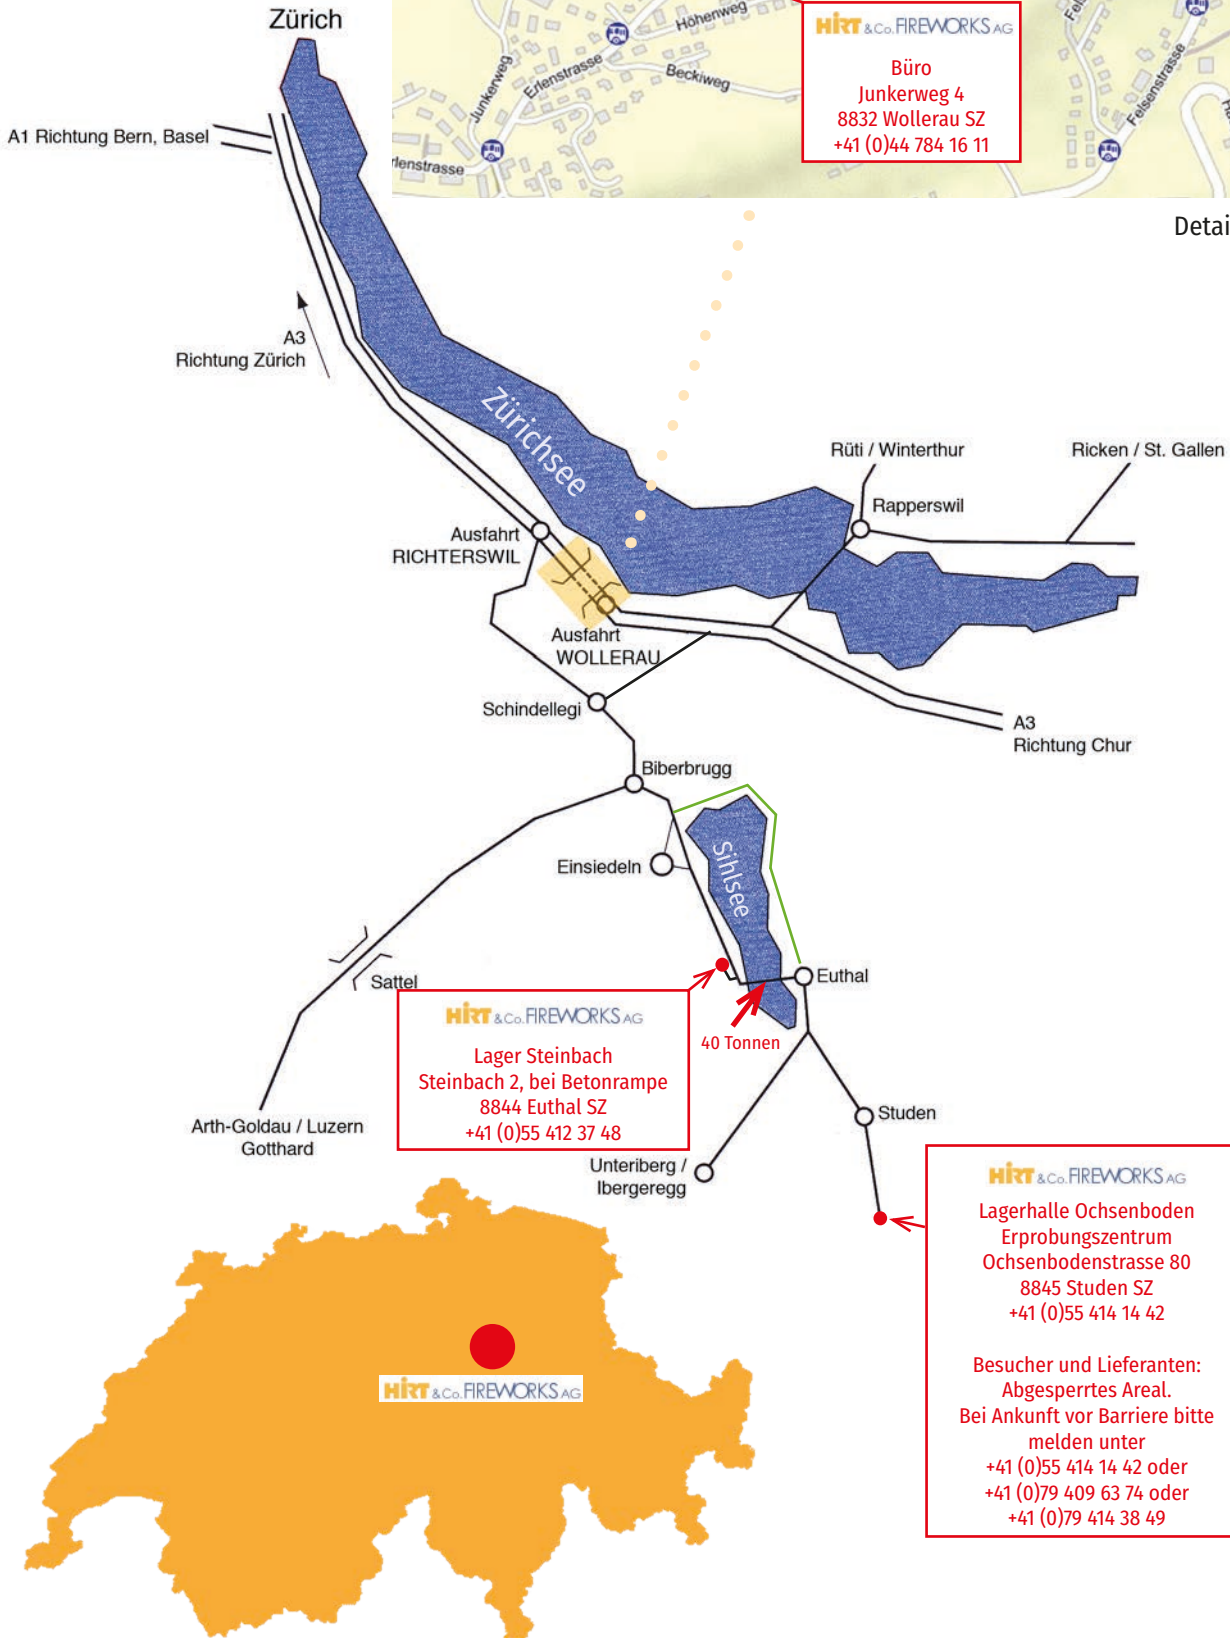 Zürich
Höhenweg
Junkerweg
Erlenstrasse
Beckiweg
Felsenstrasse
HIRT & Co. FIREWORKS AG
Büro
Junkerweg 4
8832 Wollerau SZ
+41 (0)44 784 16 11
A1 Richtung Bern, Basel
A3
Richtung Zürich
Zürichsee
Rüti / Winterthur
Ricken / St. Gallen
Rapperswil
Ausfahrt
RICHTERSWIL
Ausfahrt
WOLLERAU
Schindellegi
A3
Richtung Chur
Biberbrugg
Einsiedeln
Sihlsee
Sattel
Euthal
HIRT & Co. FIREWORKS AG
Lager Steinbach
Steinbach 2, bei Betonrampe
8844 Euthal SZ
+41 (0)55 412 37 48
40 Tonnen
Arth-Goldau / Luzern
Gotthard
Studen
Unteriberg /
Ibergeregg
HIRT & Co. FIREWORKS AG
Lagerhalle Ochsenboden
Erprobungszentrum
Ochsenbodenstrasse 80
8845 Studen SZ
+41 (0)55 414 14 42
Besucher und Lieferanten:
Abgesperrtes Areal.
Bei Ankunft vor Barriere bitte
melden unter
+41 (0)55 414 14 42 oder
+41 (0)79 409 63 74 oder
+41 (0)79 414 38 49
HIRT & Co. FIREWORKS AG